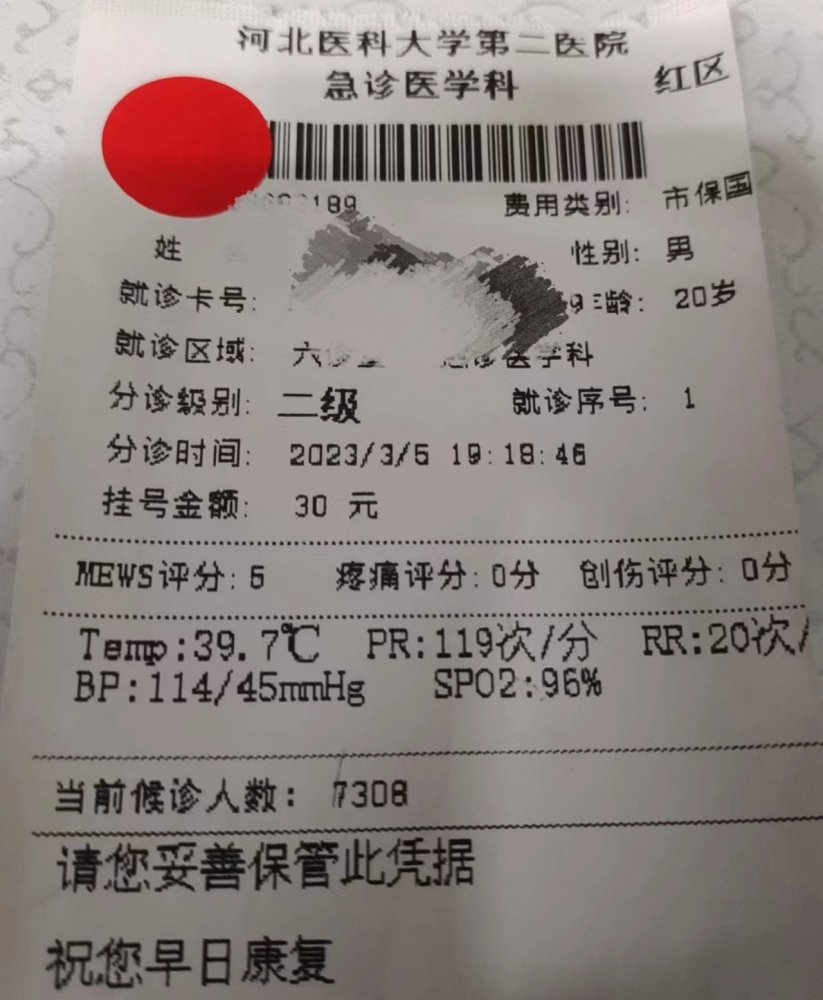 河北医科大学第二医院
急诊医学科 红区
189 费用类别: 市保国
姓 性别: 男
就诊卡号: 年龄: 20岁
就诊区域: 六诊 急诊医学科
分诊级别: 二级 就诊序号: 1
分诊时间: 2023/3/5 19:18:46
挂号金额: 30 元
MEWS评分: 5 疼痛评分: 0分 创伤评分: 0分
Temp:39.7℃ PR:119次/分 RR:20次/
BP:114/45mmHg SPO2:96%
当前候诊人数: 7308
请您妥善保管此凭据
祝您早日康复